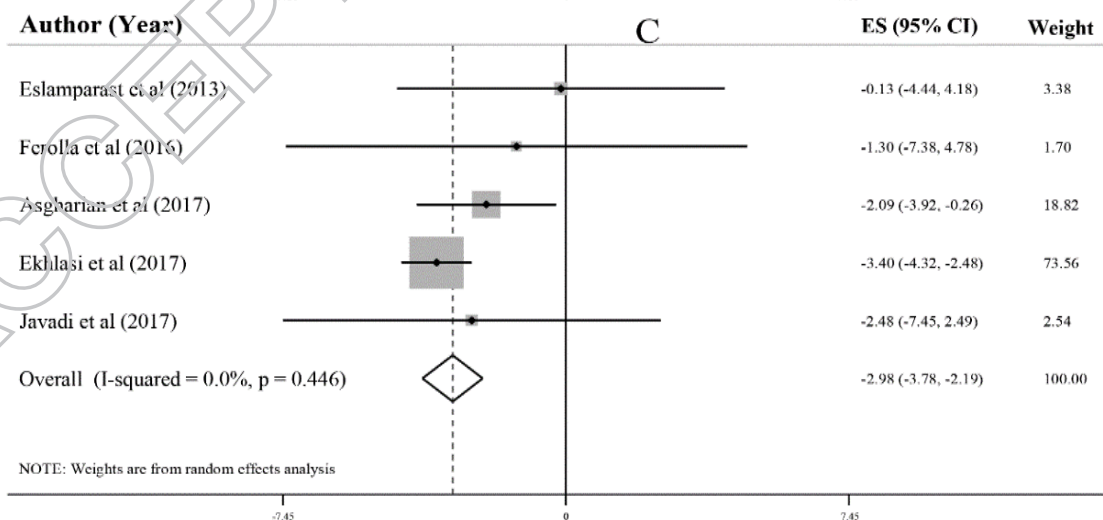 Author (Year) C ES (95% CI) Weight
Eslamparast et al (2013) -0.13 (-4.44, 4.18) 3.38
Ferolla et al (2016) -1.30 (-7.38, 4.78) 1.70
Asgharian et al (2017) -2.09 (-3.92, -0.26) 18.82
Ekhlasi et al (2017) -3.40 (-4.32, -2.48) 73.56
Javadi et al (2017) -2.48 (-7.45, 2.49) 2.54
Overall (I-squared = 0.0%, p = 0.446) -2.98 (-3.78, -2.19) 100.00
NOTE: Weights are from random effects analysis
-7.45 0 7.45
ACCEP